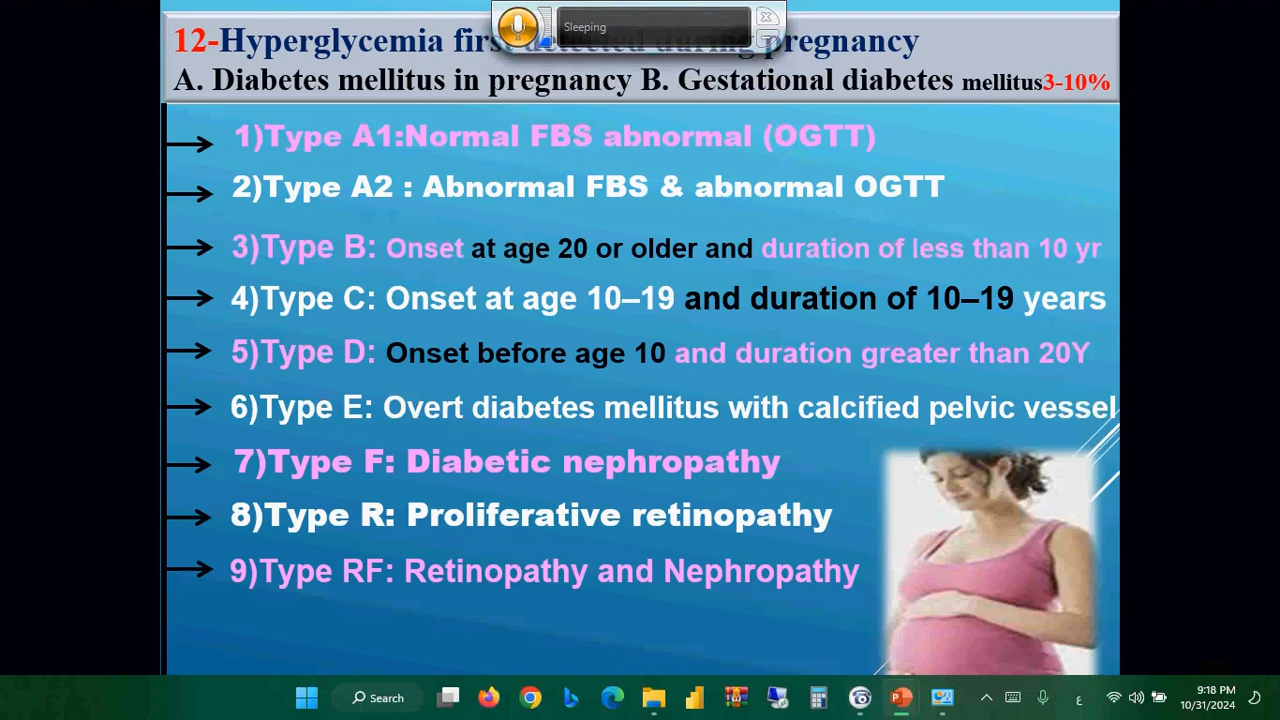 Sleeping
12-Hyperglycemia first detected during pregnancy
A. Diabetes mellitus in pregnancy B. Gestational diabetes mellitus3-10%
1)Type A1:Normal FBS abnormal (OGTT)
2)Type A2 : Abnormal FBS & abnormal OGTT
3)Type B: Onset at age 20 or older and duration of less than 10 yr
4)Type C: Onset at age 10–19 and duration of 10–19 years
5)Type D: Onset before age 10 and duration greater than 20Y
6)Type E: Overt diabetes mellitus with calcified pelvic vessel
7)Type F: Diabetic nephropathy
8)Type R: Proliferative retinopathy
9)Type RF: Retinopathy and Nephropathy
Search
ع
9:18 PM
10/31/2024